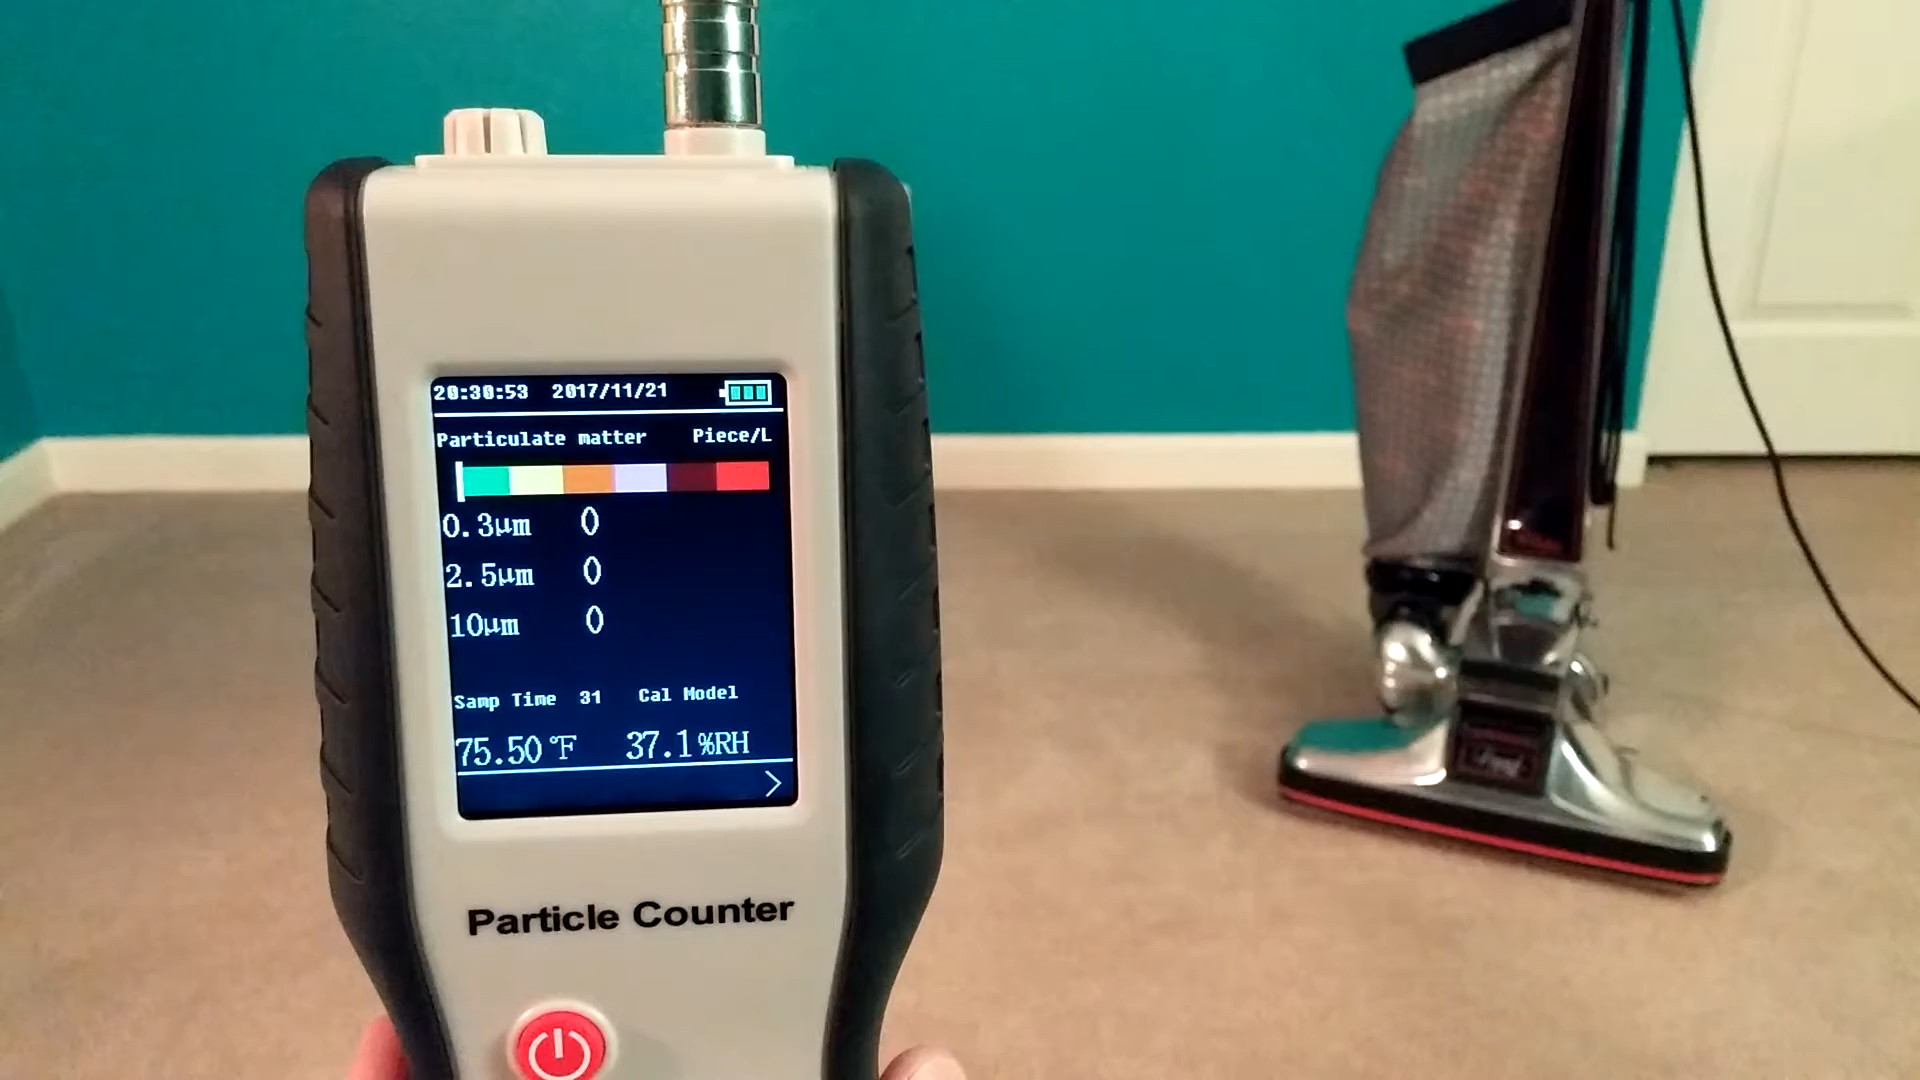 20:30:53 2017/11/21
Particulate matter Piece/L
0.3μm 0
2.5μm 0
10μm 0
Samp Time 31 Cal Model
75.50℉ 37.1%RH
>
Particle Counter